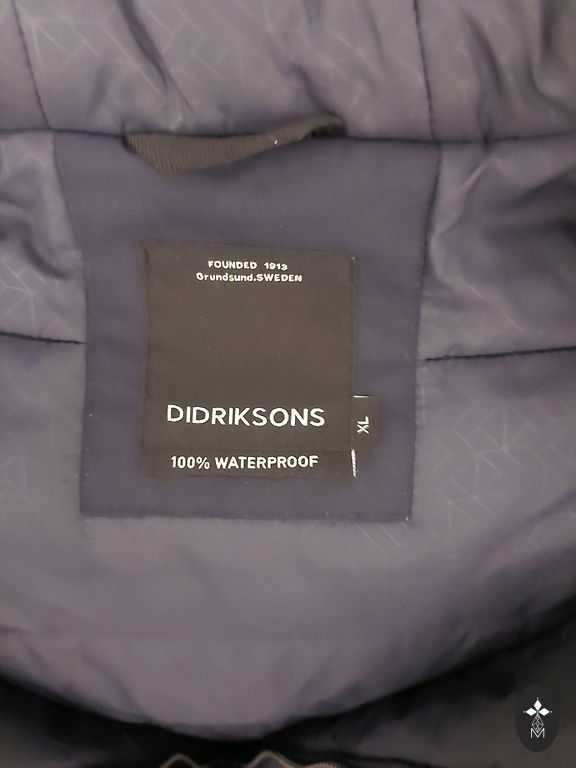 FOUNDED 1913
Grundsund.SWEDEN
DIDRIKSONS
XL
100% WATERPROOF
M